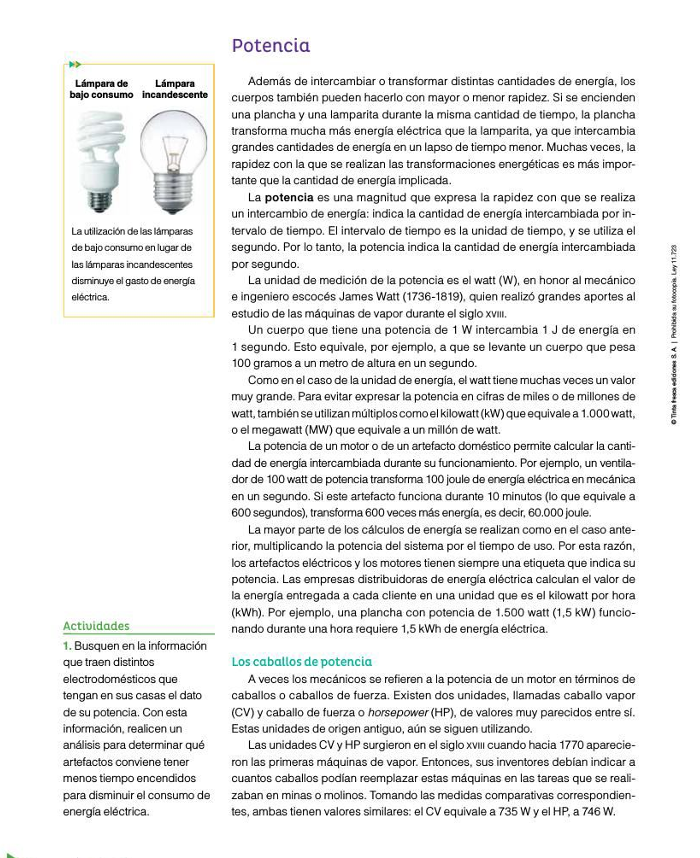 Potencia
Lámpara de
bajo consumo
Lámpara
incandescente
La utilización de las lámparas
de bajo consumo en lugar de
las lámparas incandescentes
disminuye el gasto de energía
eléctrica.
Además de intercambiar o transformar distintas cantidades de energía, los
cuerpos también pueden hacerlo con mayor o menor rapidez. Si se encienden
una plancha y una lamparita durante la misma cantidad de tiempo, la plancha
transforma mucha más energía eléctrica que la lamparita, ya que intercambia
grandes cantidades de energía en un lapso de tiempo menor. Muchas veces, la
rapidez con la que se realizan las transformaciones energéticas es más impor-
tante que la cantidad de energía implicada.
La potencia es una magnitud que expresa la rapidez con que se realiza
un intercambio de energía: indica la cantidad de energía intercambiada por in-
tervalo de tiempo. El intervalo de tiempo es la unidad de tiempo, y se utiliza el
segundo. Por lo tanto, la potencia indica la cantidad de energía intercambiada
por segundo.
La unidad de medición de la potencia es el watt (W), en honor al mecánico
e ingeniero escocés James Watt (1736-1819), quien realizó grandes aportes al
estudio de las máquinas de vapor durante el siglo XVIII.
Un cuerpo que tiene una potencia de 1 W intercambia 1 J de energía en
1 segundo. Esto equivale, por ejemplo, a que se levante un cuerpo que pesa
100 gramos a un metro de altura en un segundo.
Como en el caso de la unidad de energía, el watt tiene muchas veces un valor
muy grande. Para evitar expresar la potencia en cifras de miles o de millones de
watt, también se utilizan múltiplos como el kilowatt (kW) que equivale a 1.000 watt,
o el megawatt (MW) que equivale a un millón de watt.
La potencia de un motor o de un artefacto doméstico permite calcular la canti-
dad de energía intercambiada durante su funcionamiento. Por ejemplo, un ventila-
dor de 100 watt de potencia transforma 100 joule de energía eléctrica en mecánica
en un segundo. Si este artefacto funciona durante 10 minutos (lo que equivale a
600 segundos), transforma 600 veces más energía, es decir, 60.000 joule.
La mayor parte de los cálculos de energía se realizan como en el caso ante-
rior, multiplicando la potencia del sistema por el tiempo de uso. Por esta razón,
los artefactos eléctricos y los motores tienen siempre una etiqueta que indica su
potencia. Las empresas distribuidoras de energía eléctrica calculan el valor de
la energía entregada a cada cliente en una unidad que es el kilowatt por hora
(kWh). Por ejemplo, una plancha con potencia de 1.500 watt (1,5 kW) funcio-
nando durante una hora requiere 1,5 kWh de energía eléctrica.
Los caballos de potencia
A veces los mecánicos se refieren a la potencia de un motor en términos de
caballos o caballos de fuerza. Existen dos unidades, llamadas caballo vapor
(CV) y caballo de fuerza o horsepower (HP), de valores muy parecidos entre sí.
Estas unidades de origen antiguo, aún se siguen utilizando.
Las unidades CV y HP surgieron en el siglo XVIII cuando hacia 1770 aparecie-
ron las primeras máquinas de vapor. Entonces, sus inventores debían indicar a
cuantos caballos podían reemplazar estas máquinas en las tareas que se reali-
zaban en minas o molinos. Tomando las medidas comparativas correspondien-
tes, ambas tienen valores similares: el CV equivale a 735 W y el HP, a 746 W.
Actividades
1. Busquen en la información
que traen distintos
electrodomésticos que
tengan en sus casas el dato
de su potencia. Con esta
información, realicen un
análisis para determinar qué
artefactos conviene tener
menos tiempo encendidos
para disminuir el consumo de
energía eléctrica.
© Tinta fresca ediciones S. A. | Prohibida su fotocopia. Ley 11.723